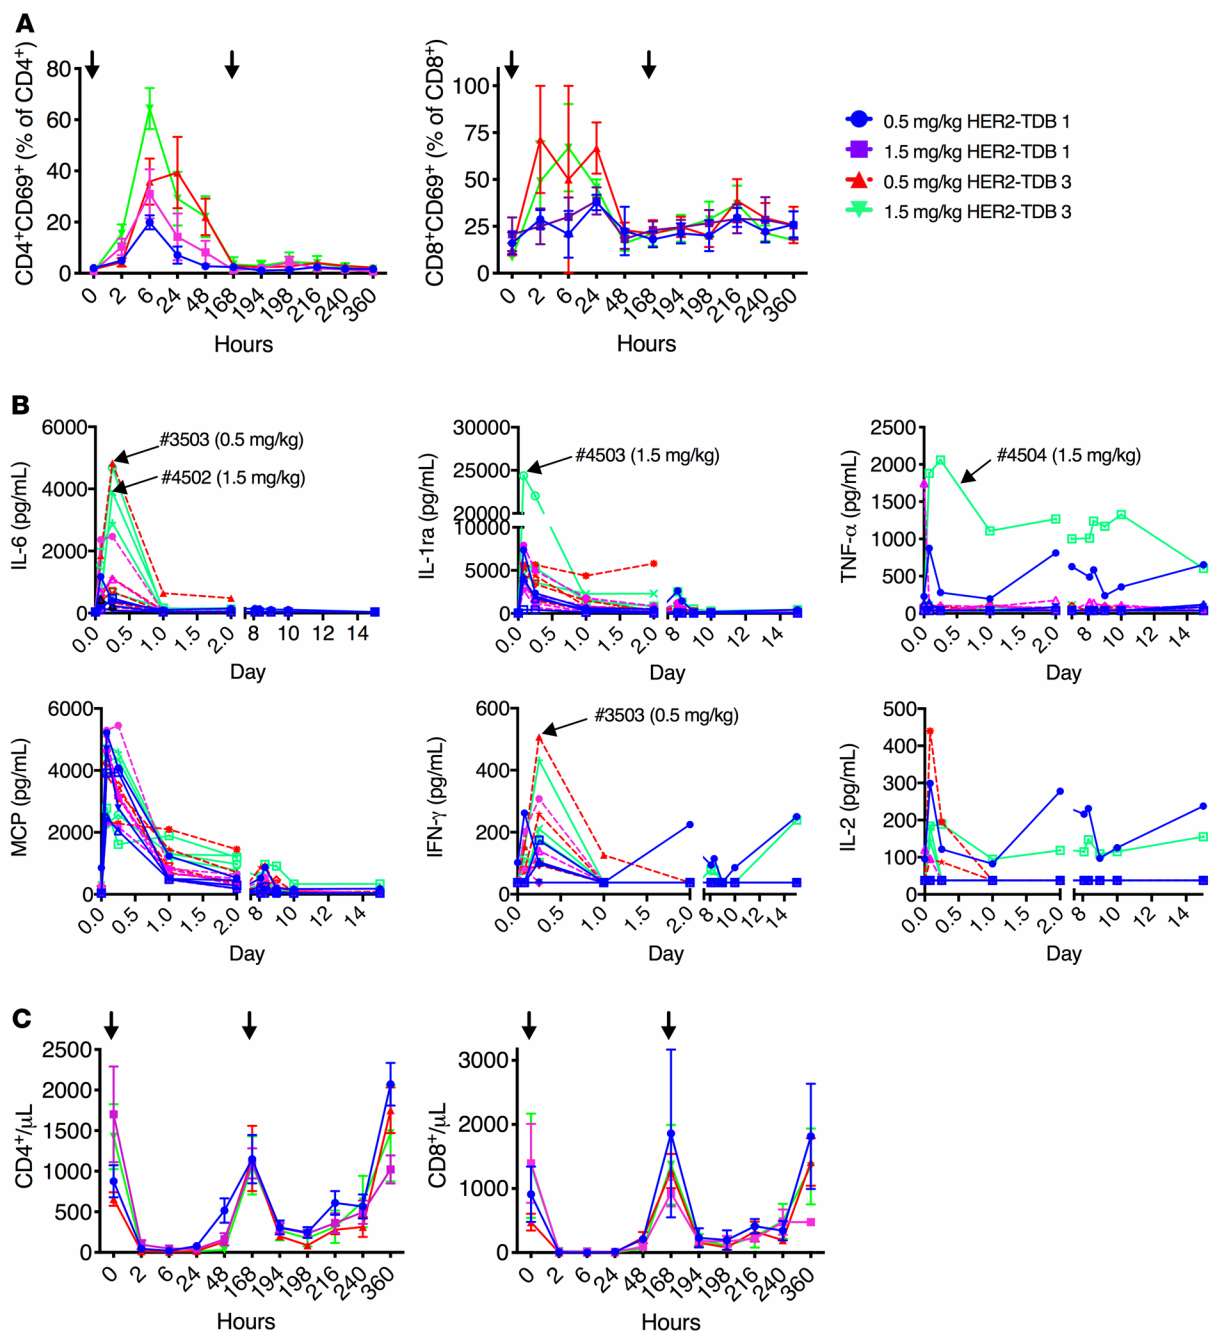 A
CD4+CD69+ (% of CD4+)
80
60
40
20
0
0 2 6 24 48 168 194 198 216 240 360
Hours
CD8+CD69+ (% of CD8+)
100
75
50
25
0
0 2 6 24 48 168 194 198 216 240 360
Hours
0.5 mg/kg HER2-TDB 1
1.5 mg/kg HER2-TDB 1
0.5 mg/kg HER2-TDB 3
1.5 mg/kg HER2-TDB 3
B
IL-6 (pg/mL)
6000
4000
2000
0
#3503 (0.5 mg/kg)
#4502 (1.5 mg/kg)
0.0 0.5 1.0 1.5 2.0 8 10 12 14
Day
IL-1ra (pg/mL)
30000
25000
20000
10000
5000
0
#4503 (1.5 mg/kg)
0.0 0.5 1.0 1.5 2.0 8 10 12 14
Day
TNF-α (pg/mL)
2500
2000
1500
1000
500
0
#4504 (1.5 mg/kg)
0.0 0.5 1.0 1.5 2.0 8 10 12 14
Day
MCP (pg/mL)
6000
4000
2000
0
0.0 0.5 1.0 1.5 2.0 8 10 12 14
Day
IFN-γ (pg/mL)
600
400
200
0
#3503 (0.5 mg/kg)
0.0 0.5 1.0 2.0 8 10 12 14
Day
IL-2 (pg/mL)
500
400
300
200
100
0
0.0 0.5 1.0 1.5 2.0 8 10 12 14
Day
C
CD4+/μL
2500
2000
1500
1000
500
0
0 2 6 24 48 168 194 198 216 240 360
Hours
CD8+/μL
3000
2000
1000
0
0 2 6 24 48 168 194 198 216 240 360
Hours